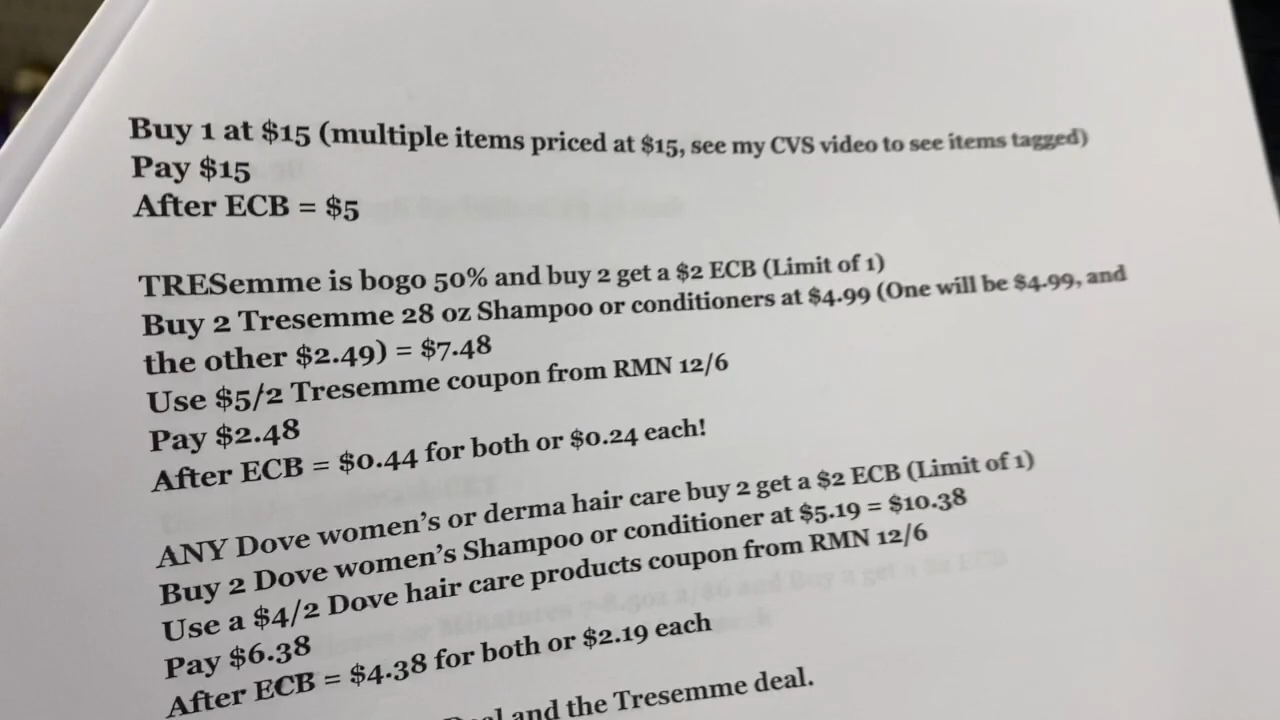 Buy 1 at $15 (multiple items priced at $15, see my CVS video to see items tagged)
Pay $15
After ECB = $5
TRESemme is bogo 50% and buy 2 get a $2 ECB (Limit of 1)
Buy 2 Tresemme 28 oz Shampoo or conditioners at $4.99 (One will be $4.99, and
the other $2.49) = $7.48
Use $5/2 Tresemme coupon from RMN 12/6
Pay $2.48
After ECB = $0.44 for both or $0.24 each!
ANY Dove women's or derma hair care buy 2 get a $2 ECB (Limit of 1)
Buy 2 Dove women's Shampoo or conditioner at $5.19 = $10.38
Use a $4/2 Dove hair care products coupon from RMN 12/6
Pay $6.38
After ECB = $4.38 for both or $2.19 each
and the Tresemme deal.